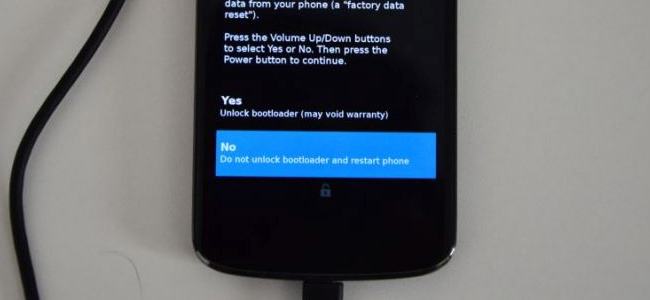 data from your phone (a "factory data
reset").
Press the Volume Up/Down buttons
to select Yes or No. Then press the
Power button to continue.
Yes
Unlock bootloader (may void warranty)
No
Do not unlock bootloader and restart phone